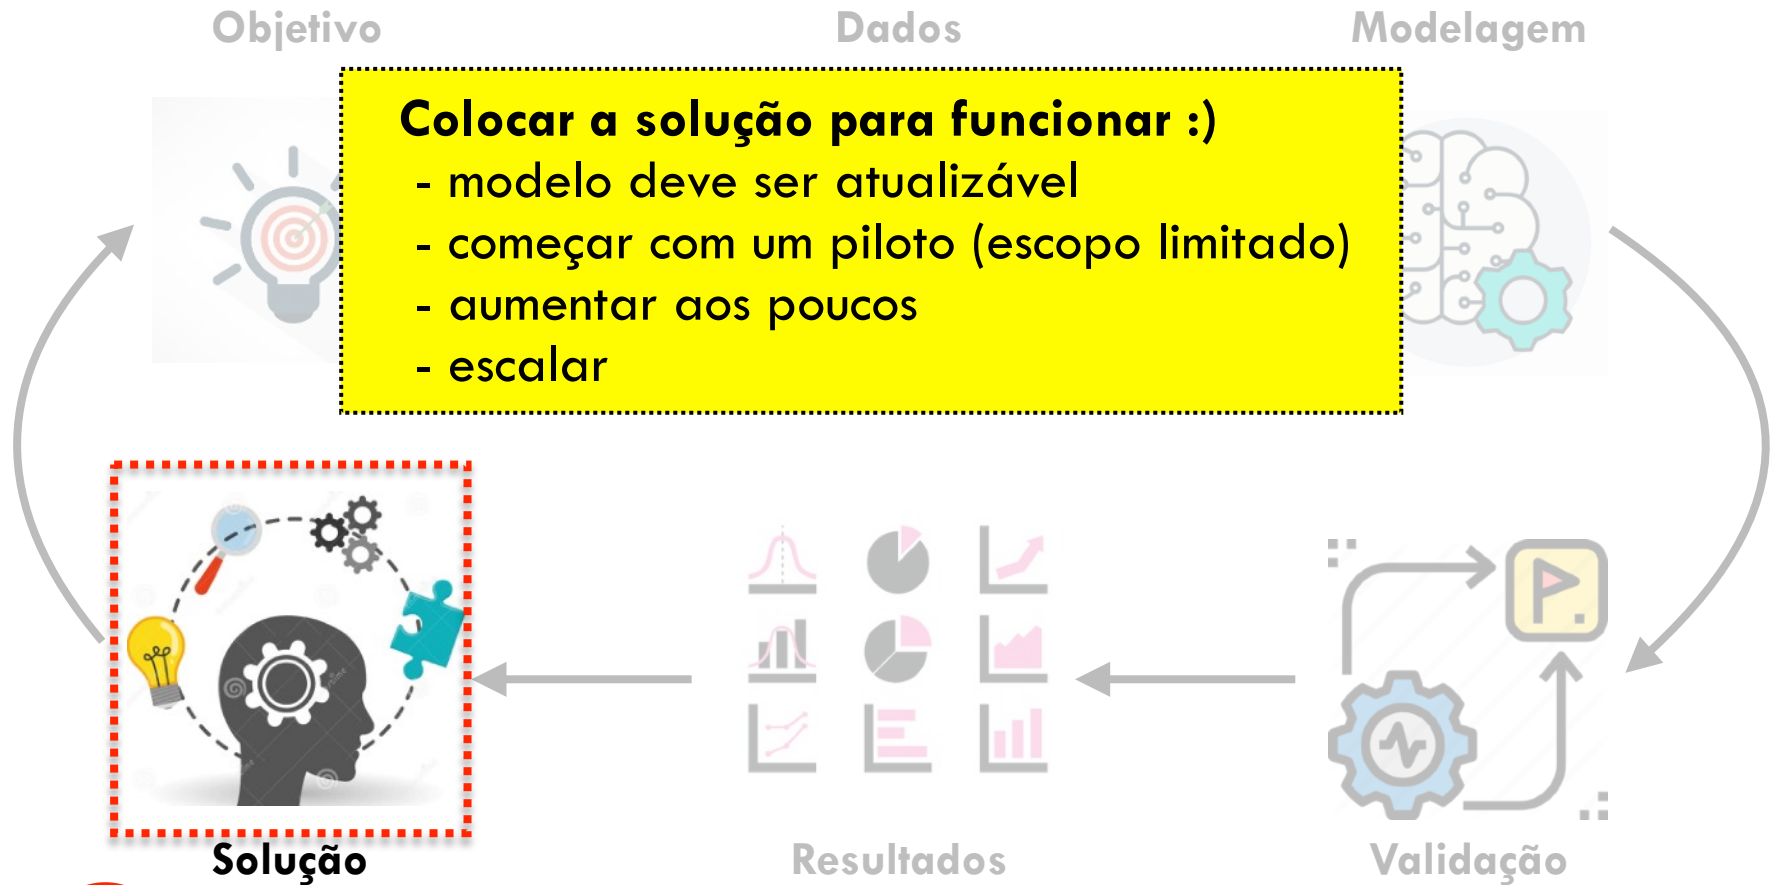 Objetivo
Dados
Modelagem
Colocar a solução para funcionar :)
- modelo deve ser atualizável
- começar com um piloto (escopo limitado)
- aumentar aos poucos
- escalar
Solução
Resultados
Validação